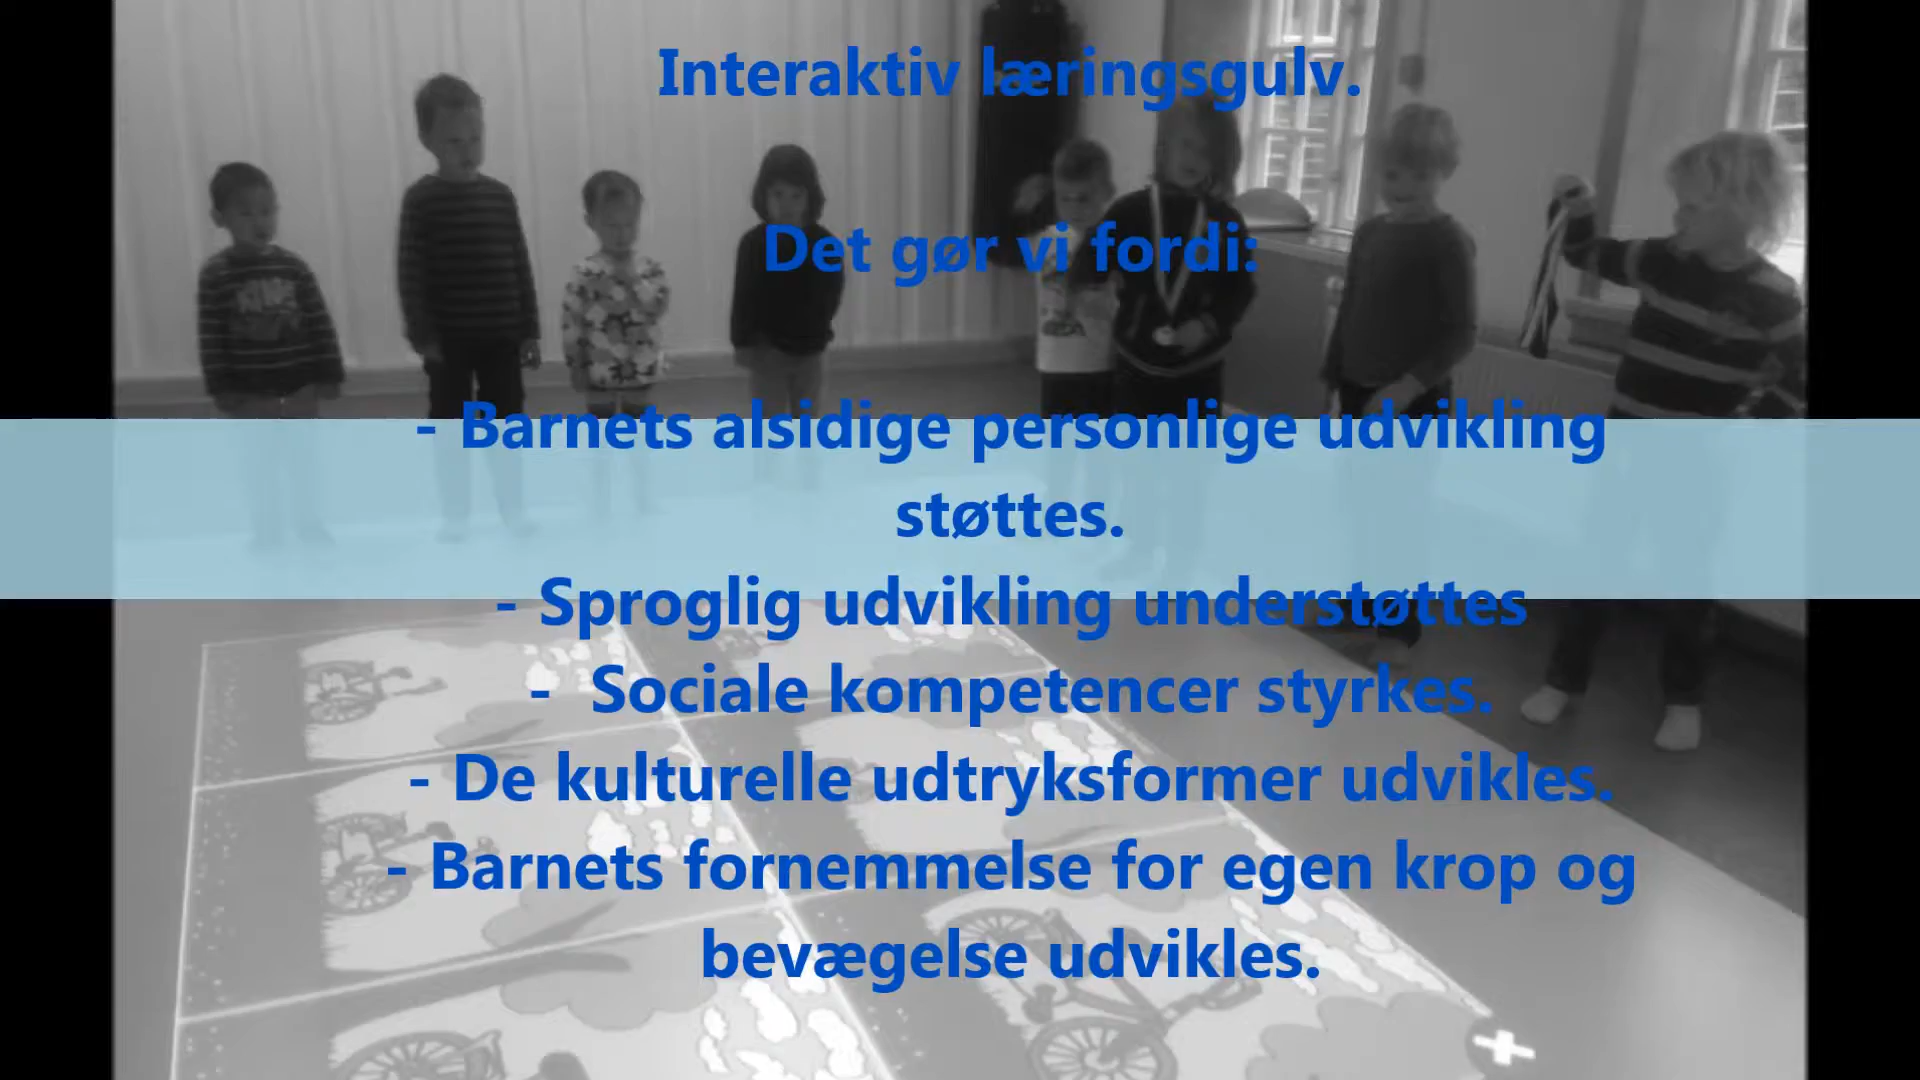 Interaktiv læringsgulv.
Det gør vi fordi:
- Barnets alsidige personlige udvikling
støttes.
- Sproglig udvikling understøttes
- Sociale kompetencer styrkes.
- De kulturelle udtryksformer udvikles.
- Barnets fornemmelse for egen krop og
bevægelse udvikles.